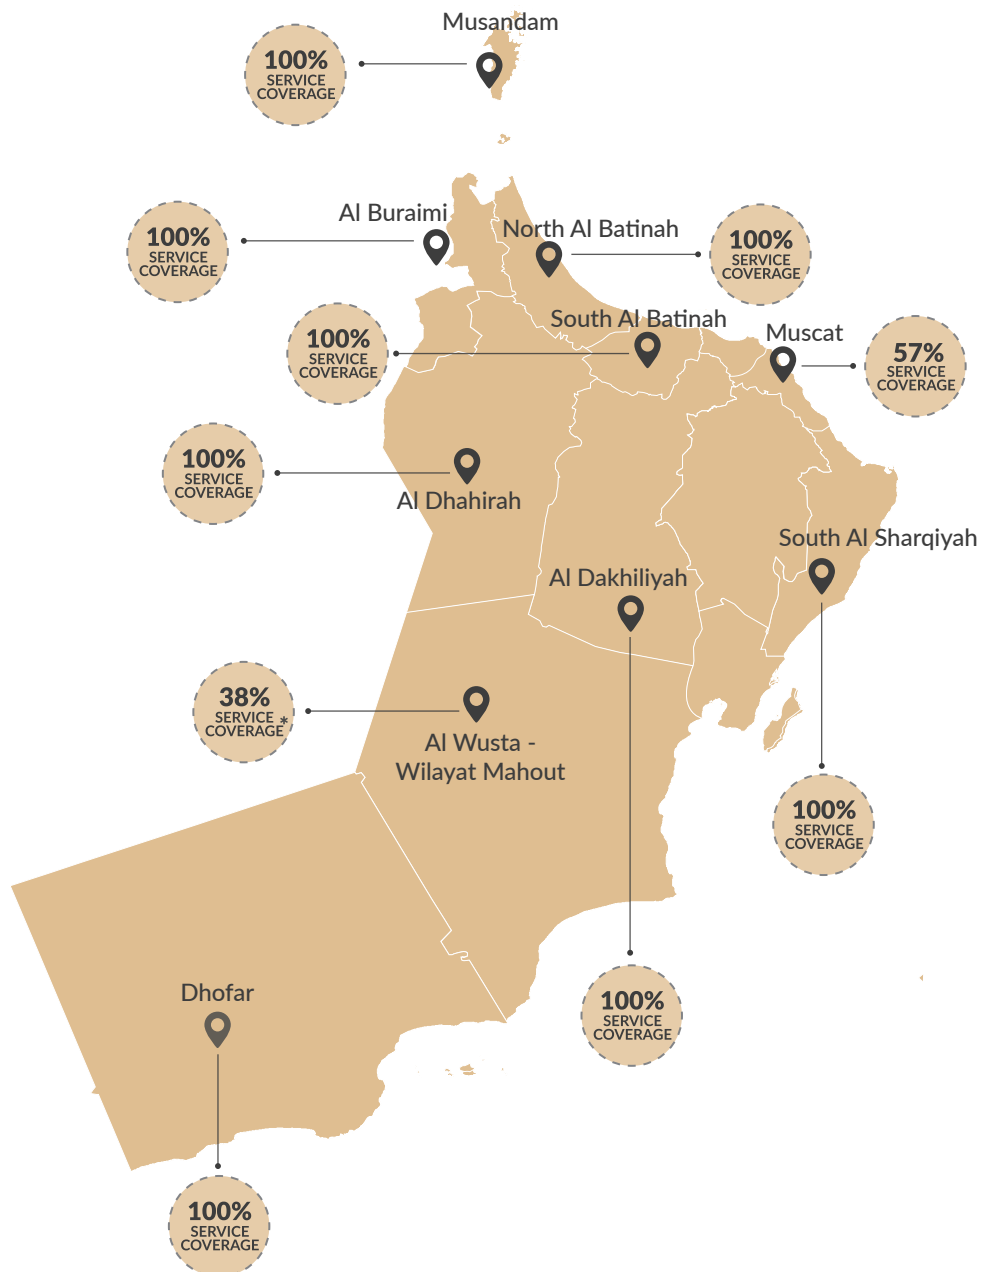 Musandam
100%
SERVICE
COVERAGE
Al Buraimi
100%
SERVICE
COVERAGE
North Al Batinah
100%
SERVICE
COVERAGE
South Al Batinah
100%
SERVICE
COVERAGE
Muscat
57%
SERVICE
COVERAGE
100%
SERVICE
COVERAGE
Al Dhahirah
South Al Sharqiyah
Al Dakhiliyah
38%
SERVICE
COVERAGE*
Al Wusta -
Wilayat Mahout
100%
SERVICE
COVERAGE
Dhofar
100%
SERVICE
COVERAGE
100%
SERVICE
COVERAGE